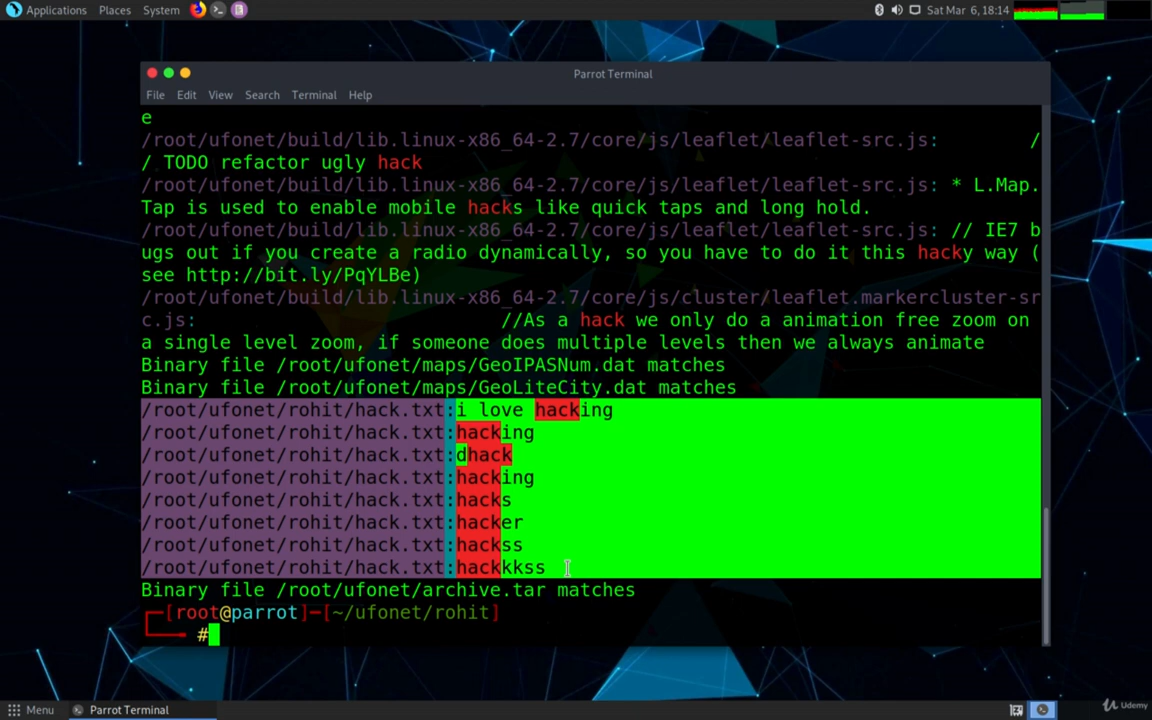 Applications Places System Sat Mar 6, 18:14
Parrot Terminal
File Edit View Search Terminal Help
e
/root/ufonet/build/lib.linux-x86_64-2.7/core/js/leaflet/leaflet-src.js: /
/ TODO refactor ugly hack
/root/ufonet/build/lib.linux-x86_64-2.7/core/js/leaflet/leaflet-src.js: * L.Map.
Tap is used to enable mobile hacks like quick taps and long hold.
/root/ufonet/build/lib.linux-x86_64-2.7/core/js/leaflet/leaflet-src.js: // IE7 b
ugs out if you create a radio dynamically, so you have to do it this hacky way (
see http://bit.ly/PqYLBe)
/root/ufonet/build/lib.linux-x86_64-2.7/core/js/cluster/leaflet.markercluster-sr
c.js: //As a hack we only do a animation free zoom on
a single level zoom, if someone does multiple levels then we always animate
Binary file /root/ufonet/maps/GeoIPASNum.dat matches
Binary file /root/ufonet/maps/GeoLiteCity.dat matches
/root/ufonet/rohit/hack.txt:i love hacking
/root/ufonet/rohit/hack.txt:hacking
/root/ufonet/rohit/hack.txt:dhack
/root/ufonet/rohit/hack.txt:hacking
/root/ufonet/rohit/hack.txt:hacks
/root/ufonet/rohit/hack.txt:hacker
/root/ufonet/rohit/hack.txt:hackss
/root/ufonet/rohit/hack.txt:hackkkss
Binary file /root/ufonet/archive.tar matches
[root@parrot]─[~/ufonet/rohit]
#
Menu Parrot Terminal
Udemy